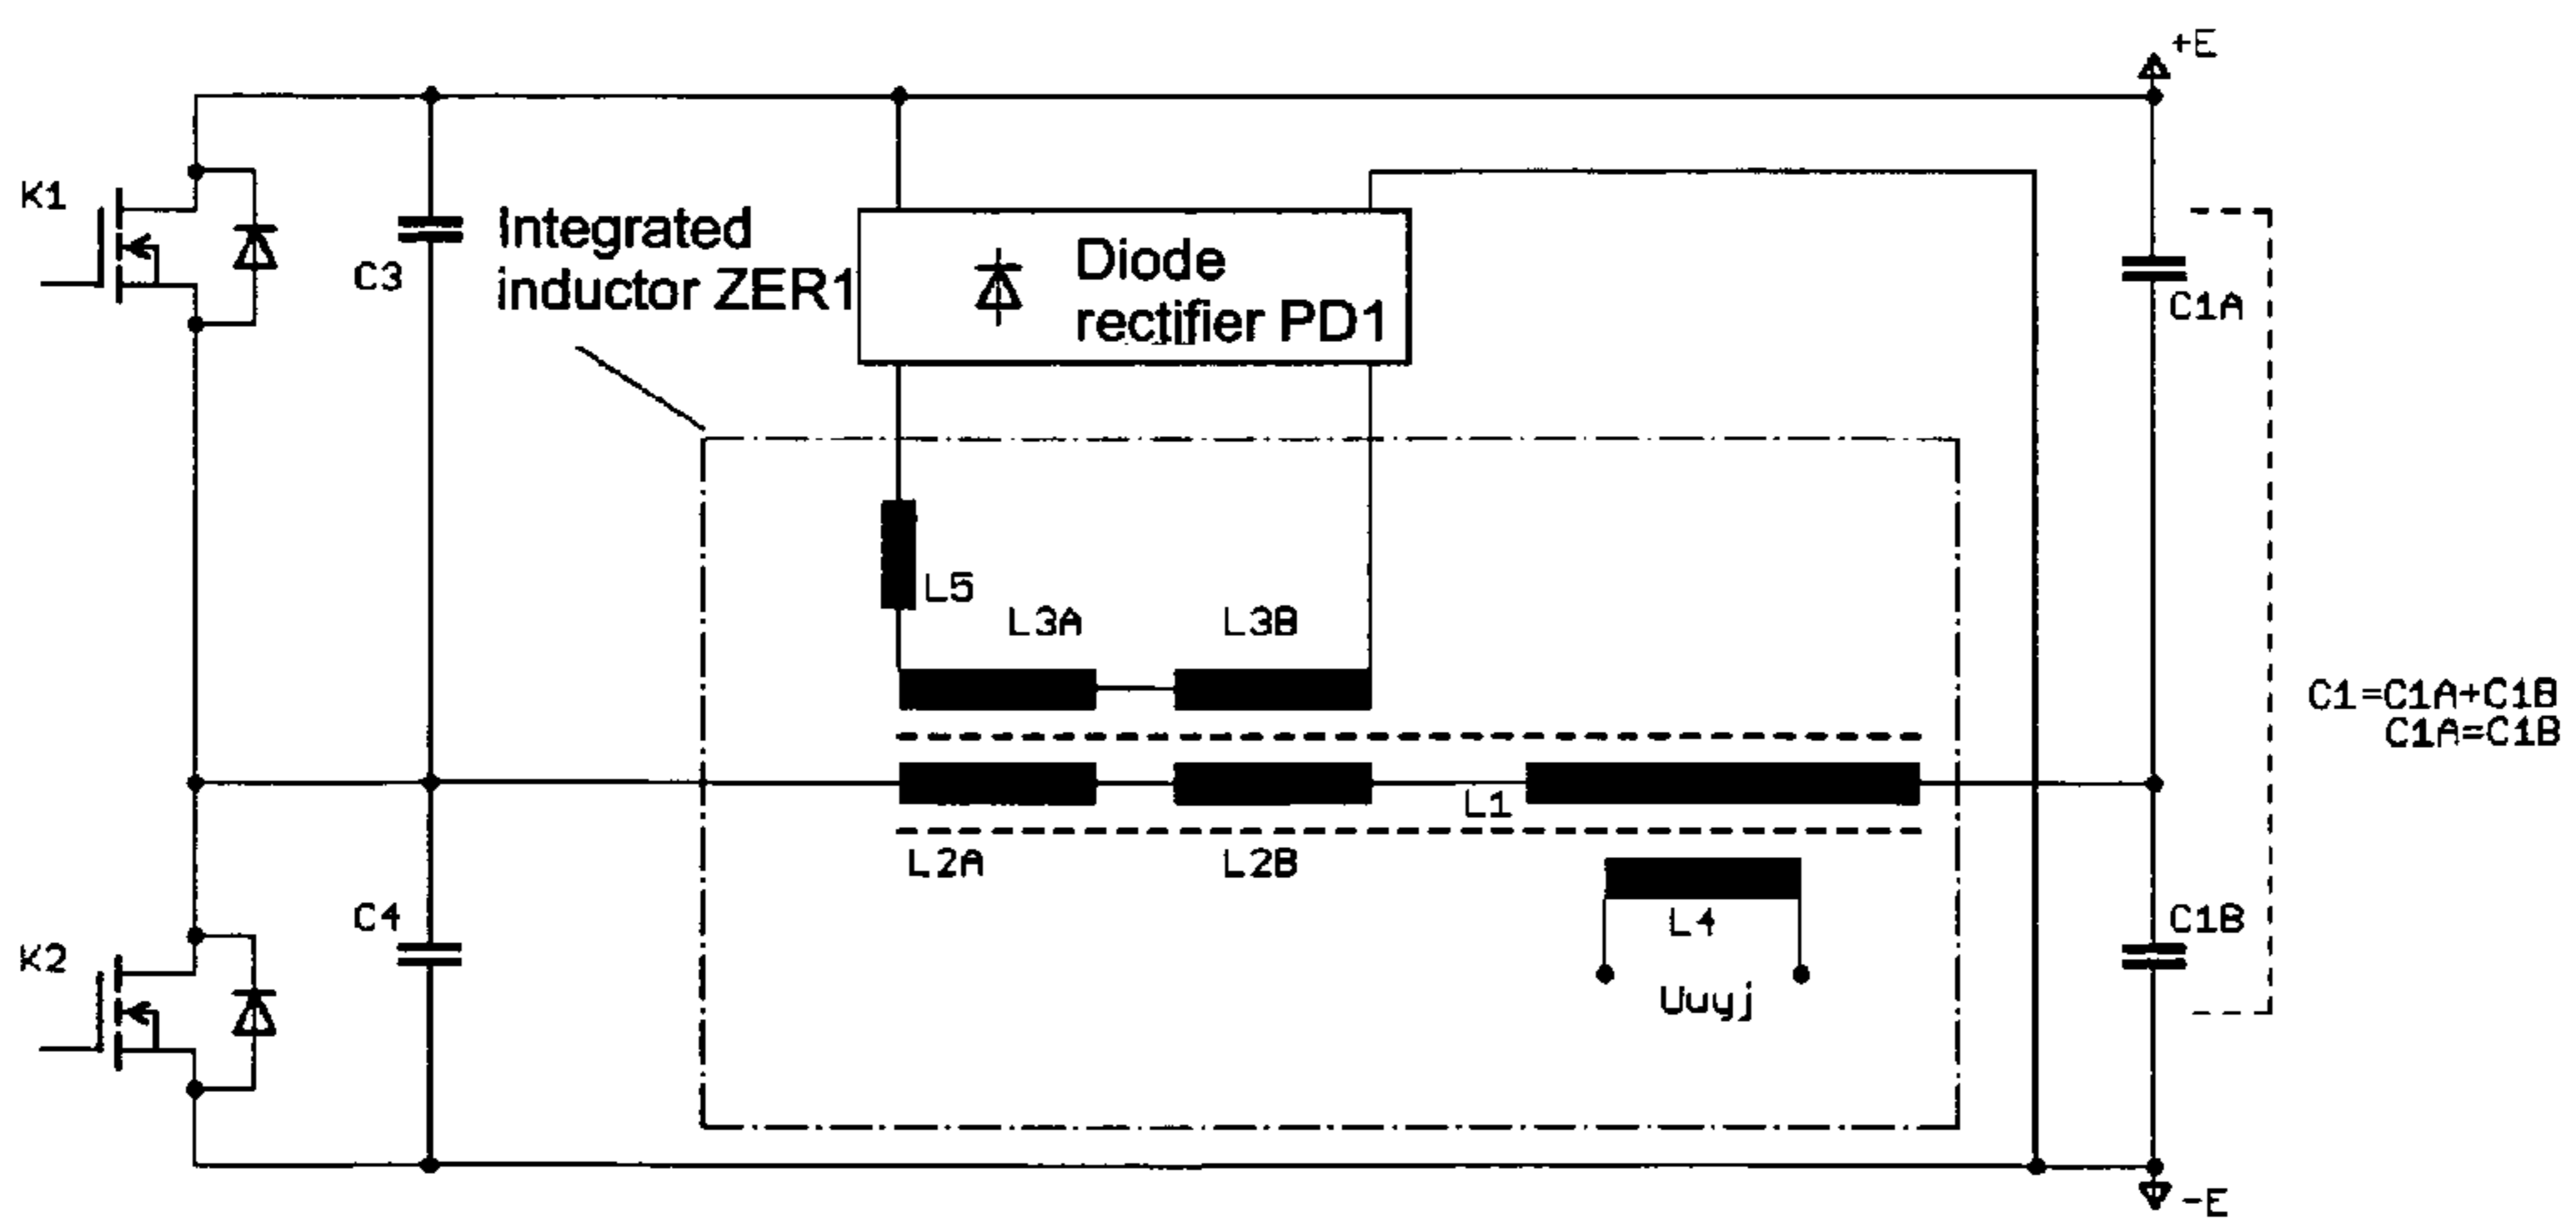 +E
K1
C3
Integrated
inductor ZER1
Diode
rectifier PD1
C1A
L5
L3A
L3B
C1=C1A+C1B
C1A=C1B
L1
L2A
L2B
C4
L4
C1B
K2
Uuyj
-E